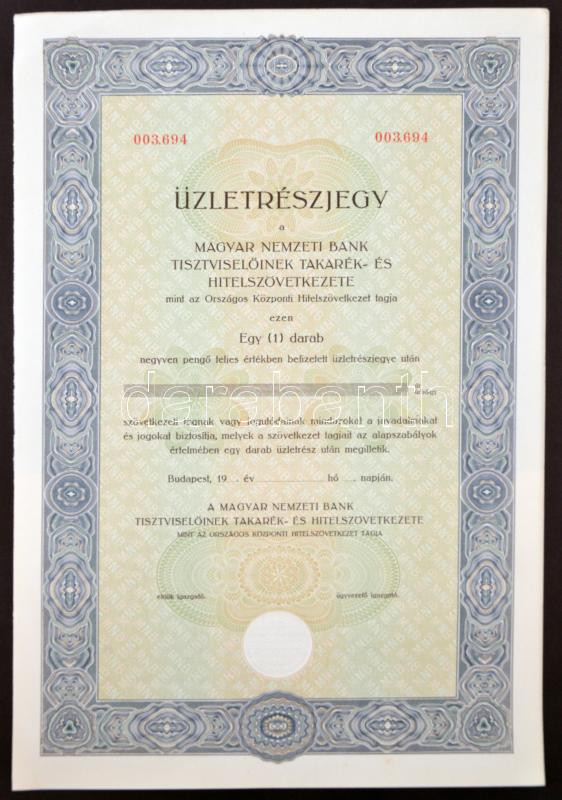 003.694 003.694
ÜZLETRÉSZJEGY
a
MAGYAR NEMZETI BANK
TISZTVISELŐINEK TAKARÉK- ÉS
HITELSZÖVETKEZETE
mint az Országos Központi Hitelszövetkezet tagja
ezen
Egy (1) darab
negyven pengő teljes értékben befizetett üzletrészjegye után
darabanth
szövetkezeti tagnak vagy jogutódainak mindazokat a javadalmakat
és jogokat biztosítja, melyek a szövetkezet tagjait az alapszabályok
értelmében egy darab üzletrész után megilletik.
Budapest, 19 . év hó . napján.
A MAGYAR NEMZETI BANK
TISZTVISELŐINEK TAKARÉK- ÉS HITELSZÖVETKEZETE
MINT AZ ORSZÁGOS KÖZPONTI HITELSZÖVETKEZET TAGJA
elnök igazgató. ügyvezető igazgató.